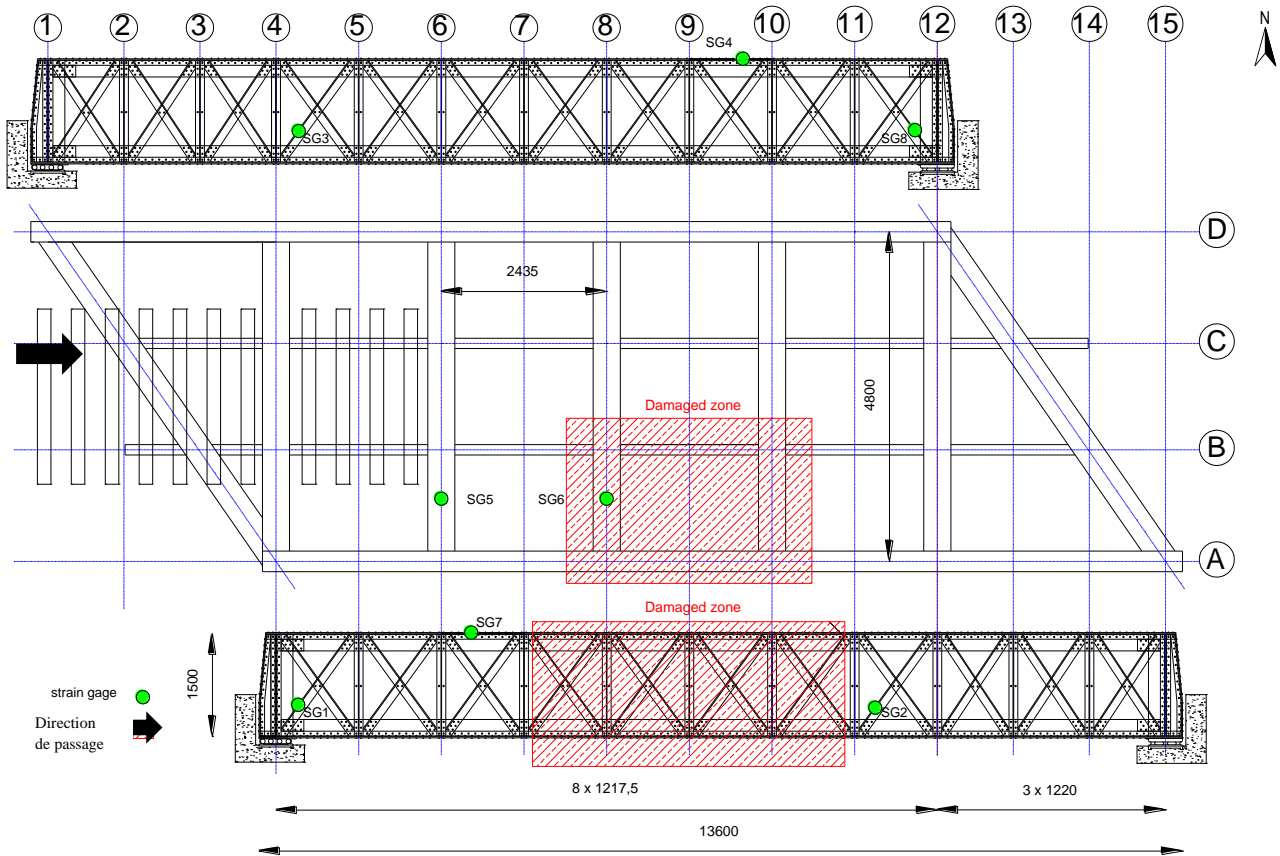 1 2 3 4 5 6 7 8 9 10 11 12 13 14 15
N
SG4
SG3
SG8
D
2435
C
4800
Damaged zone
B
SG5
SG6
A
Damaged zone
SG7
1500
strain gage
SG1
SG2
Direction
de passage
8 x 1217,5
3 x 1220
13600